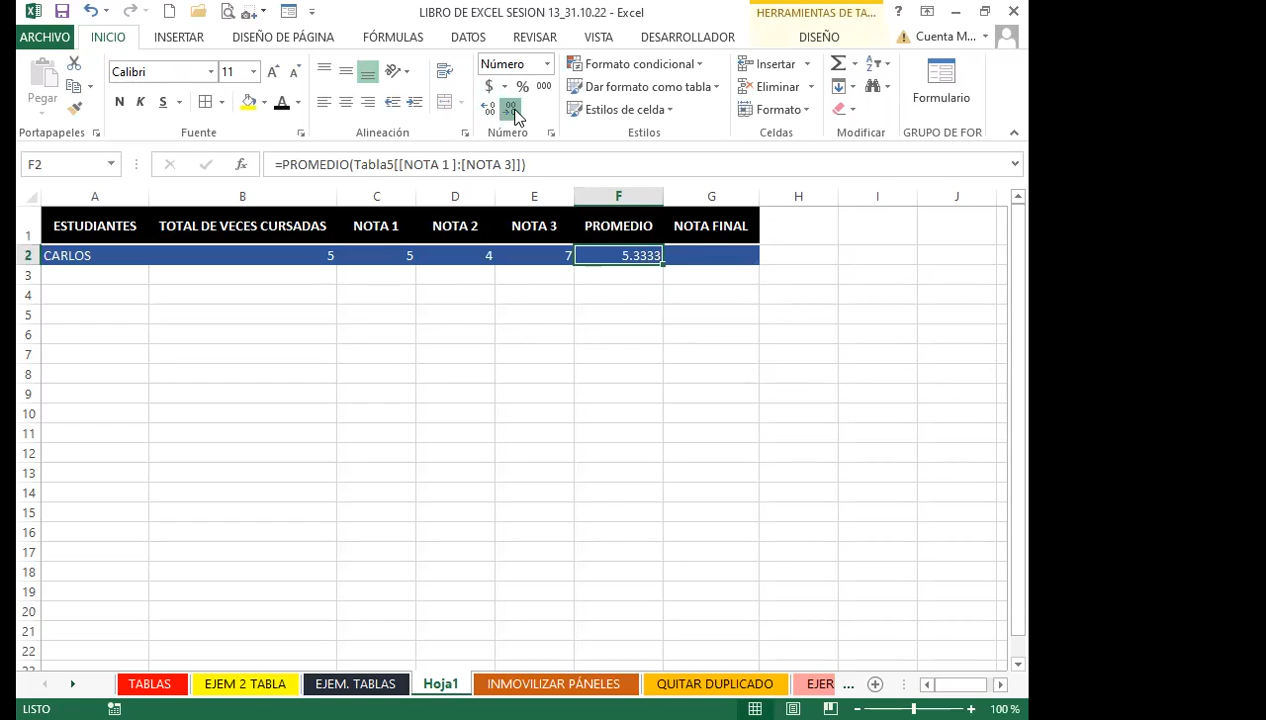 LIBRO DE EXCEL SESION 13_31.10.22 - Excel
HERRAMIENTAS DE TA...
?
ARCHIVO INICIO INSERTAR DISEÑO DE PÁGINA FÓRMULAS DATOS REVISAR VISTA DESARROLLADOR DISEÑO Cuenta M...
Pegar
Calibri 11
N K S A
Número
$ % 000
Formato condicional
Dar formato como tabla
Estilos de celda
Insertar
Eliminar
Formato
Formulario
Portapapeles Fuente Alineación Número Estilos Celdas Modificar GRUPO DE FOR
F2 fx =PROMEDIO(Tabla5[[NOTA 1 ]:[NOTA 3]])
A B C D E F G H I J
1 ESTUDIANTES TOTAL DE VECES CURSADAS NOTA 1 NOTA 2 NOTA 3 PROMEDIO NOTA FINAL
2 CARLOS 5 5 4 7 5.3333
3
4
5
6
7
8
9
10
11
12
13
14
15
16
17
18
19
20
21
22
TABLAS EJEM 2 TABLA EJEM. TABLAS Hoja1 INMOVILIZAR PÁNELES QUITAR DUPLICADO EJER ...
LISTO 100 %